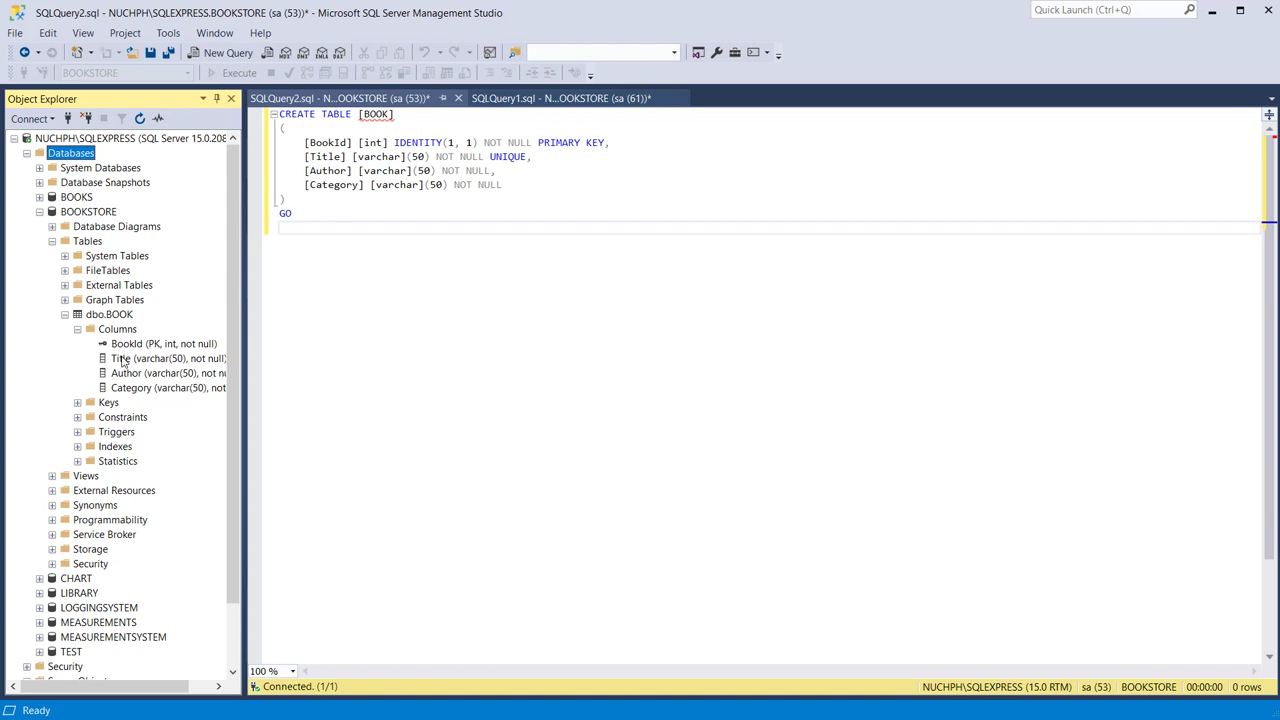 SQLQuery2.sql - NUCHPH\SQLEXPRESS.BOOKSTORE (sa (53))* - Microsoft SQL Server Management Studio
Quick Launch (Ctrl+Q)
File Edit View Project Tools Window Help
New Query
MDX DMX XMLA DAX
BOOKSTORE
Execute
Object Explorer
SQLQuery2.sql - N...OOKSTORE (sa (53))*
SQLQuery1.sql - N...OOKSTORE (sa (61))*
Connect
NUCHPH\SQLEXPRESS (SQL Server 15.0.208
Databases
System Databases
Database Snapshots
BOOKS
BOOKSTORE
Database Diagrams
Tables
System Tables
FileTables
External Tables
Graph Tables
dbo.BOOK
Columns
BookId (PK, int, not null)
Title (varchar(50), not null)
Author (varchar(50), not nu
Category (varchar(50), not
Keys
Constraints
Triggers
Indexes
Statistics
Views
External Resources
Synonyms
Programmability
Service Broker
Storage
Security
CHART
LIBRARY
LOGGINGSYSTEM
MEASUREMENTS
MEASUREMENTSYSTEM
TEST
Security
CREATE TABLE [BOOK]
(
[BookId] [int] IDENTITY(1, 1) NOT NULL PRIMARY KEY,
[Title] [varchar](50) NOT NULL UNIQUE,
[Author] [varchar](50) NOT NULL,
[Category] [varchar](50) NOT NULL
)
GO
100 %
Connected. (1/1)
NUCHPH\SQLEXPRESS (15.0 RTM) sa (53) BOOKSTORE 00:00:00 0 rows
Ready